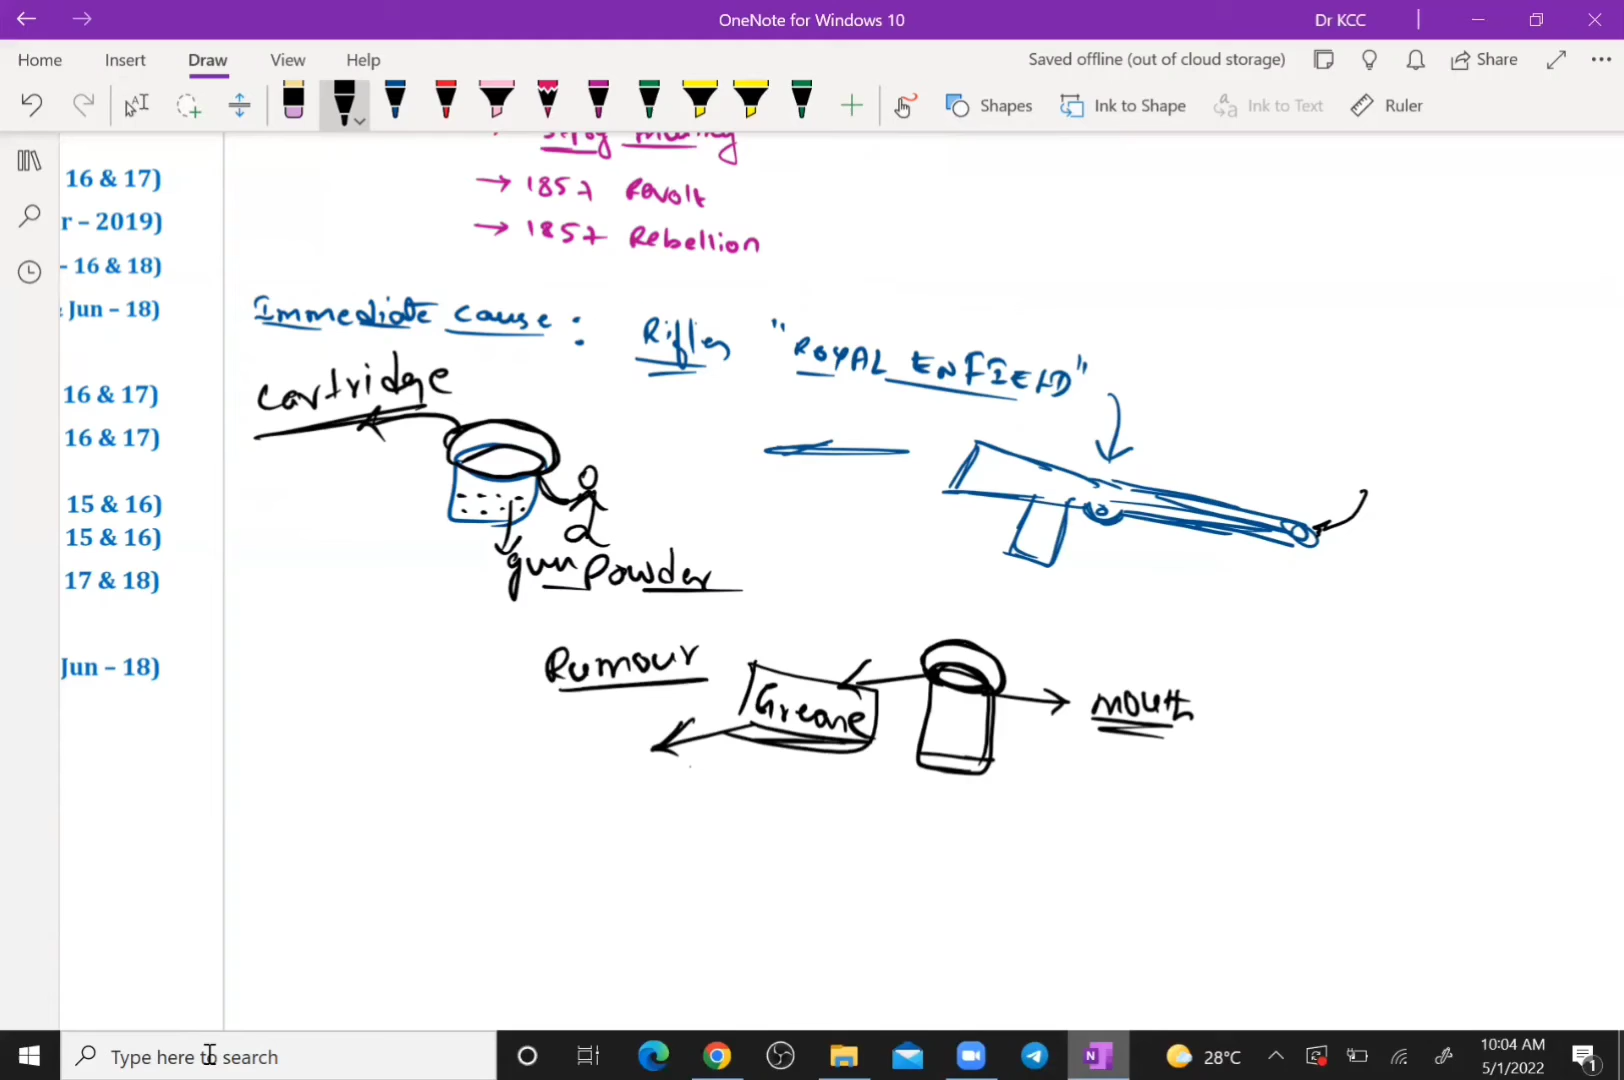 OneNote for Windows 10
Dr KCC
Home Insert Draw View Help
Saved offline (out of cloud storage)
Share
Shapes
Ink to Shape
Ink to Text
Ruler
16 & 17)
r – 2019)
– 16 & 18)
Jun – 18)
16 & 17)
16 & 17)
15 & 16)
15 & 16)
17 & 18)
Jun – 18)
→ 1857 Revolt
→ 1857 Rebellion
Immediate cause : Rifles "ROYAL ENFIELD"
Cartridge
gun powder
Rumour
Grease
mouth
Type here to search
28°C
10:04 AM
5/1/2022
1